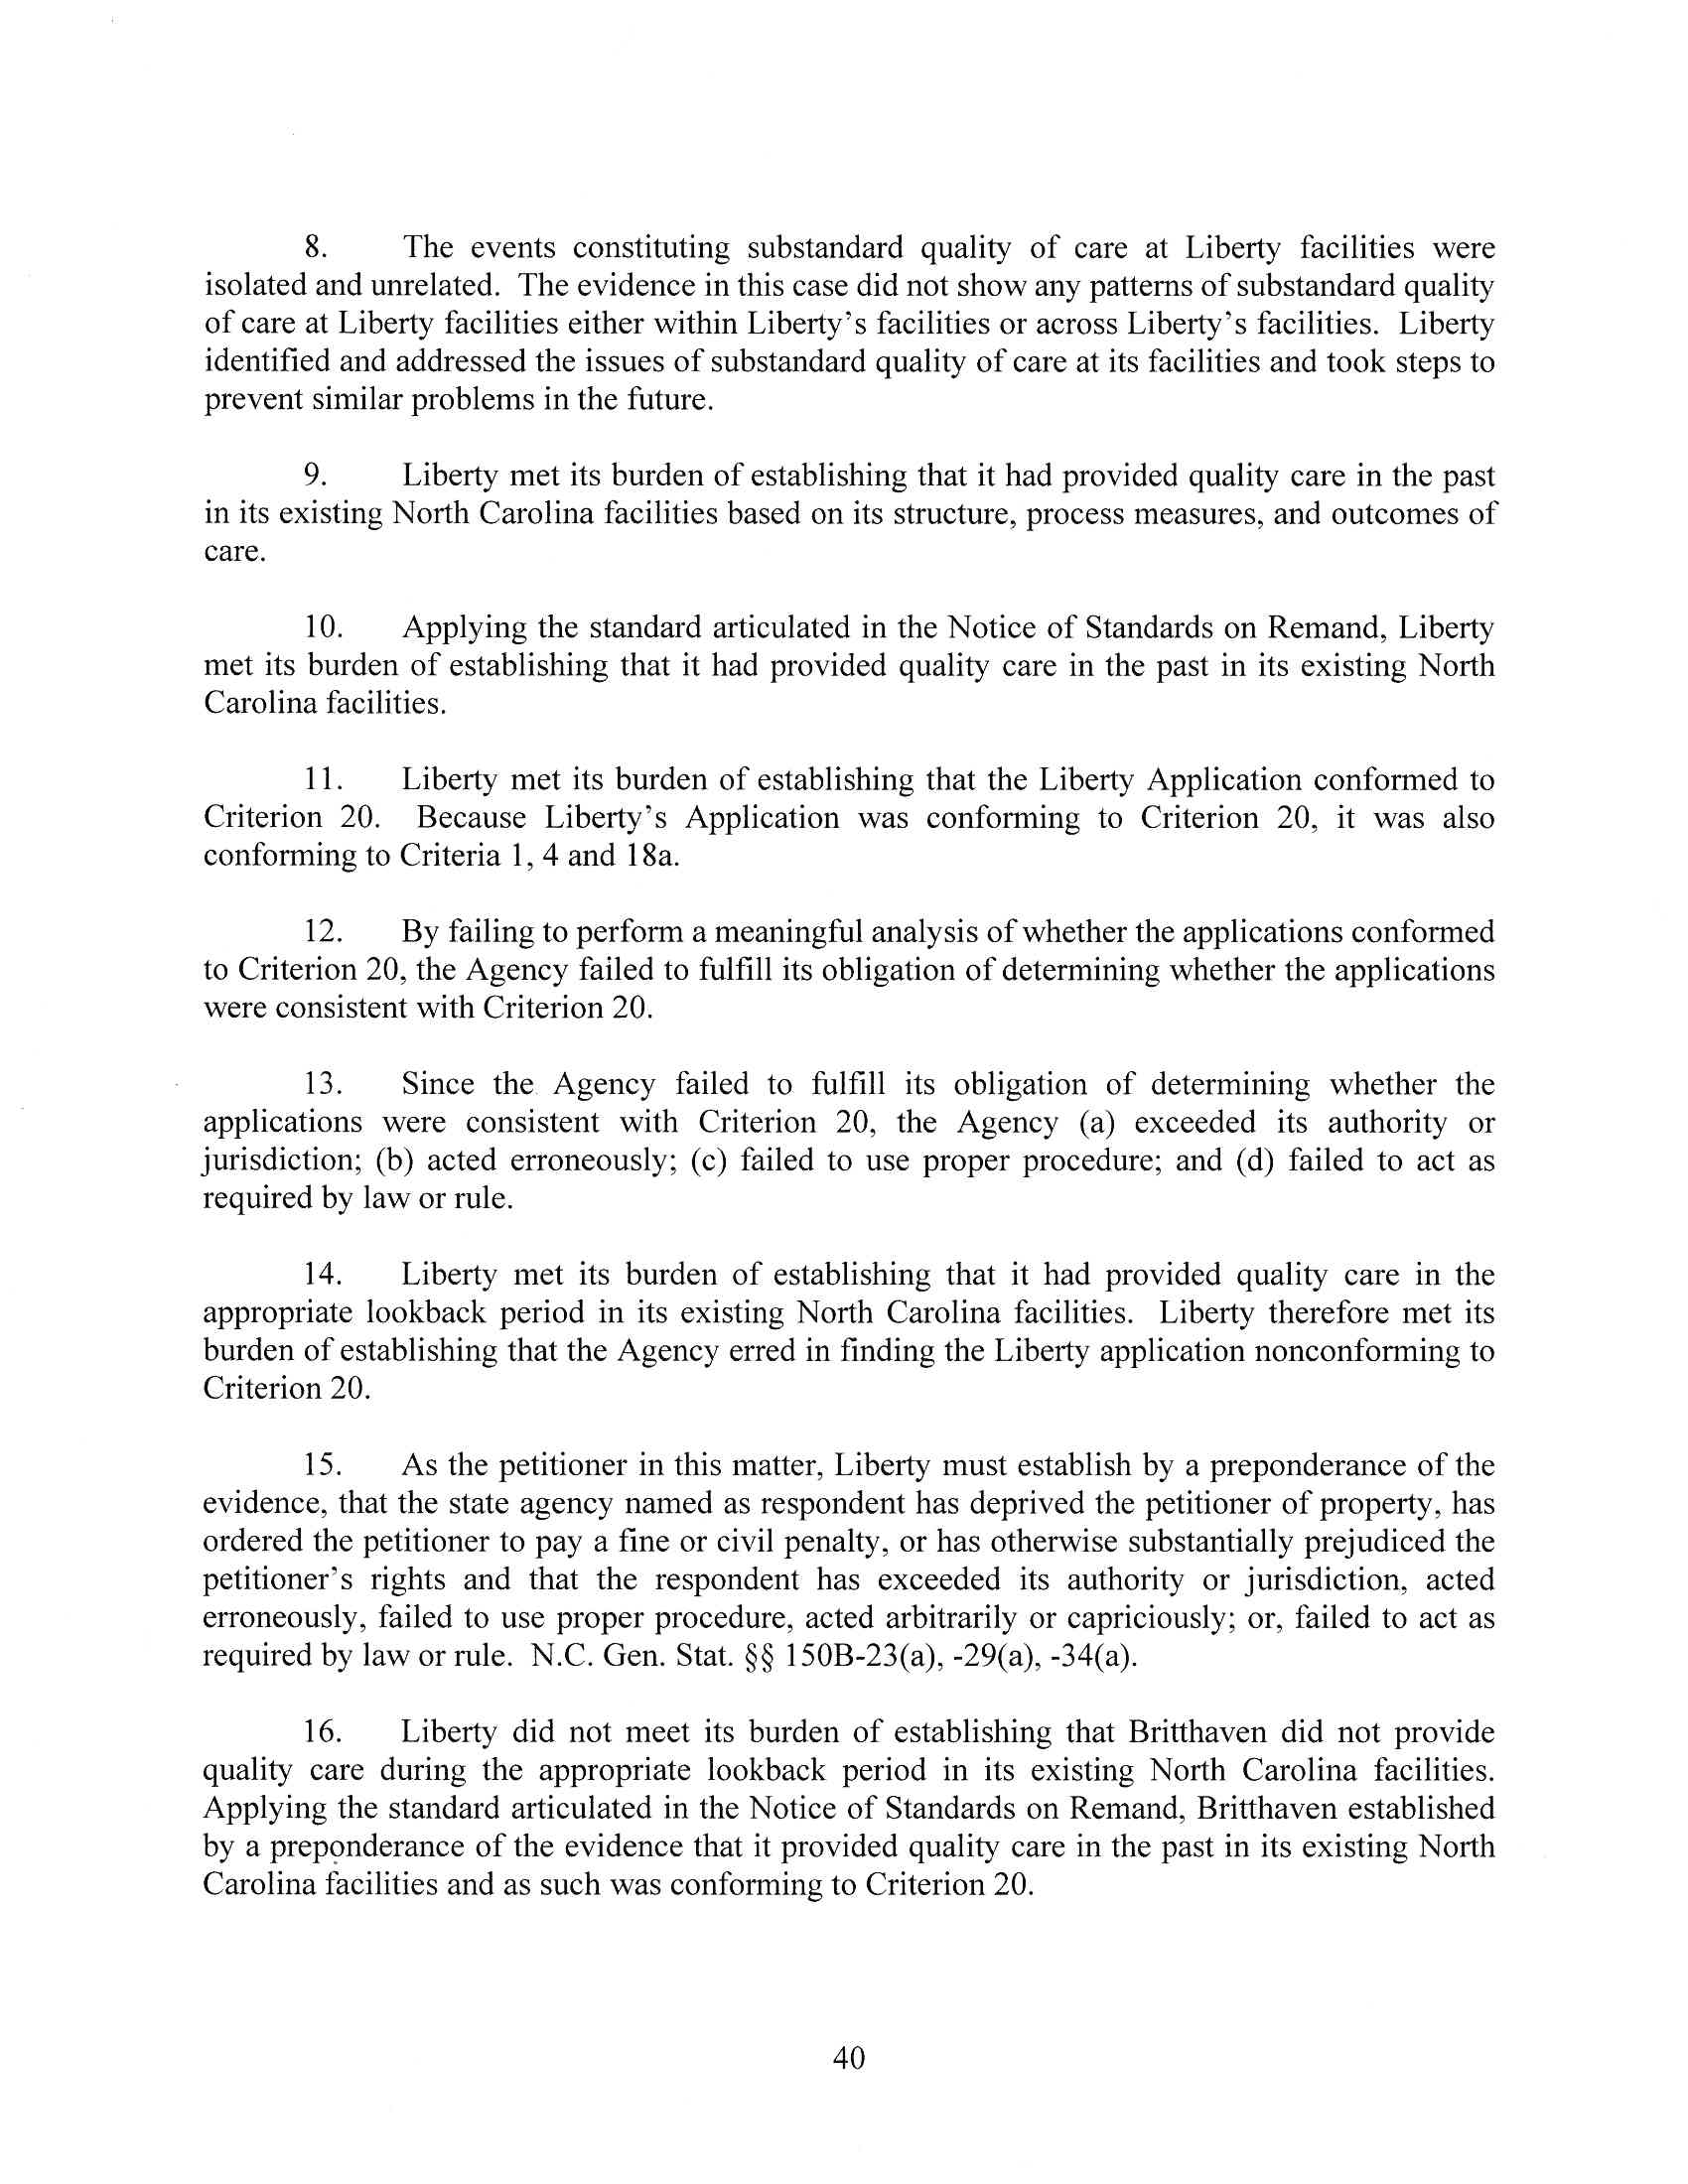 8. The events constituting substandard quality of care at Liberty facilities were
isolated and unrelated. The evidence in this case did not show any patterns of substandard quality
of care at Liberty facilities either within Liberty's facilities or across Liberty's facilities. Liberty
identified and addressed the issues of substandard quality of care at its facilities and took steps to
prevent similar problems in the future.
9. Liberty met its burden of establishing that it had provided quality care in the past
in its existing North Carolina facilities based on its structure, process measures, and outcomes of
care.
10. Applying the standard articulated in the Notice of Standards on Remand, Liberty
met its burden of establishing that it had provided quality care in the past in its existing North
Carolina facilities.
11. Liberty met its burden of establishing that the Liberty Application conformed to
Criterion 20. Because Liberty's Application was conforming to Criterion 20, it was also
conforming to Criteria 1, 4 and 18a.
12. By failing to perform a meaningful analysis of whether the applications conformed
to Criterion 20, the Agency failed to fulfill its obligation of determining whether the applications
were consistent with Criterion 20.
13. Since the Agency failed to fulfill its obligation of determining whether the
applications were consistent with Criterion 20, the Agency (a) exceeded its authority or
jurisdiction; (b) acted erroneously; (c) failed to use proper procedure; and (d) failed to act as
required by law or rule.
14. Liberty met its burden of establishing that it had provided quality care in the
appropriate lookback period in its existing North Carolina facilities. Liberty therefore met its
burden of establishing that the Agency erred in finding the Liberty application nonconforming to
Criterion 20.
15. As the petitioner in this matter, Liberty must establish by a preponderance of the
evidence, that the state agency named as respondent has deprived the petitioner of property, has
ordered the petitioner to pay a fine or civil penalty, or has otherwise substantially prejudiced the
petitioner's rights and that the respondent has exceeded its authority or jurisdiction, acted
erroneously, failed to use proper procedure, acted arbitrarily or capriciously; or, failed to act as
required by law or rule. N.C. Gen. Stat. §§ 150B-23(a), -29(a), -34(a).
16. Liberty did not meet its burden of establishing that Britthaven did not provide
quality care during the appropriate lookback period in its existing North Carolina facilities.
Applying the standard articulated in the Notice of Standards on Remand, Britthaven established
by a preponderance of the evidence that it provided quality care in the past in its existing North
Carolina facilities and as such was conforming to Criterion 20.
40